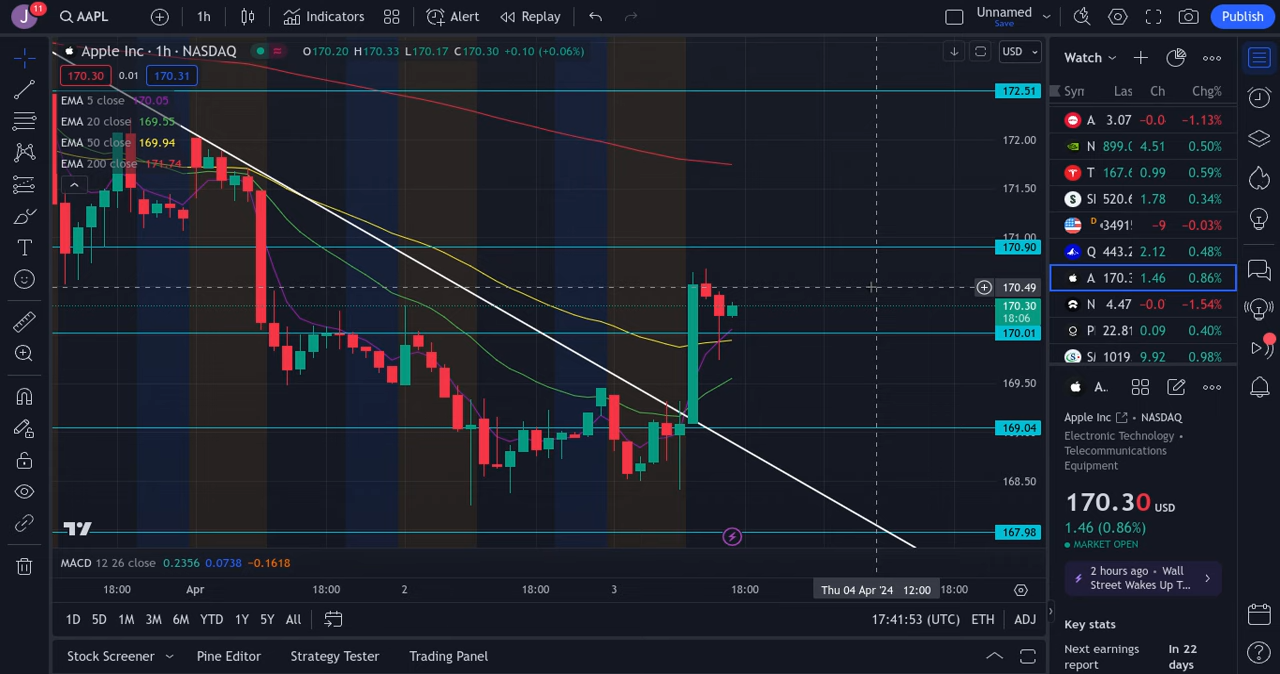 J 11 AAPL 1h Indicators Alert Replay Unnamed Save Publish
Apple Inc · 1h · NASDAQ O170.20 H170.33 L170.17 C170.30 +0.10 (+0.06%) USD
170.30 0.01 170.31
EMA 5 close 170.05
EMA 20 close 169.55
EMA 50 close 169.94
EMA 200 close 171.74
172.51
172.00
171.50
171.00
170.90
170.49
170.30
18:06
170.01
169.50
169.04
168.50
167.98
MACD 12 26 close 0.2356 0.0738 −0.1618
18:00 Apr 18:00 2 18:00 3 18:00 Thu 04 Apr '24 12:00 18:00
1D 5D 1M 3M 6M YTD 1Y 5Y All 17:41:53 (UTC) ETH ADJ
Stock Screener Pine Editor Strategy Tester Trading Panel
Watch
Syn Las Ch Chg%
A 3.07 −0.0 −1.13%
N 899.0 4.51 0.50%
T 167.6 0.99 0.59%
SI 520.6 1.78 0.34%
D 3491 −9 −0.03%
Q 443.2 2.12 0.48%
A 170.3 1.46 0.86%
N 4.47 −0.0 −1.54%
P 22.81 0.09 0.40%
S 1019 9.92 0.98%
A..
Apple Inc • NASDAQ
Electronic Technology •
Telecommunications
Equipment
170.30 USD
1.46 (0.86%)
MARKET OPEN
2 hours ago • Wall
Street Wakes Up T...
Key stats
Next earnings
report
In 22
days